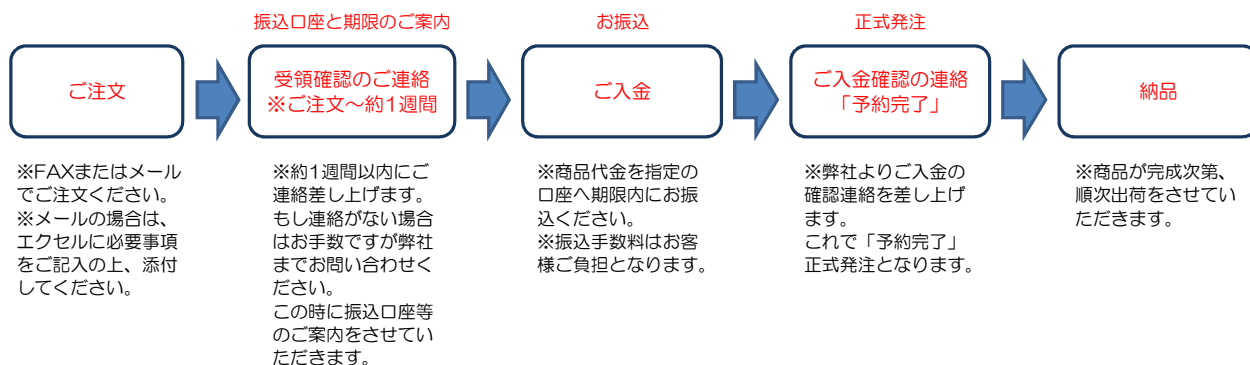 振込口座と期限のご案内
お振込
正式発注
ご注文
受領確認のご連絡
※ご注文～約1週間
ご入金
ご入金確認の連絡
「予約完了」
納品
※FAXまたはメール
でご注文ください。
※メールの場合は、
エクセルに必要事項
をご記入の上、添付
してください。
※約1週間以内にご
連絡差し上げます。
もし連絡がない場合
はお手数ですが弊社
までお問い合わせく
ださい。
この時に振込口座等
のご案内をさせてい
ただきます。
※商品代金を指定の
口座へ期限内にお振
込ください。
※振込手数料はお客
様ご負担となります。
※弊社よりご入金の
確認連絡を差し上げ
ます。
これで「予約完了」
正式発注となります。
※商品が完成次第、
順次出荷をさせてい
ただきます。